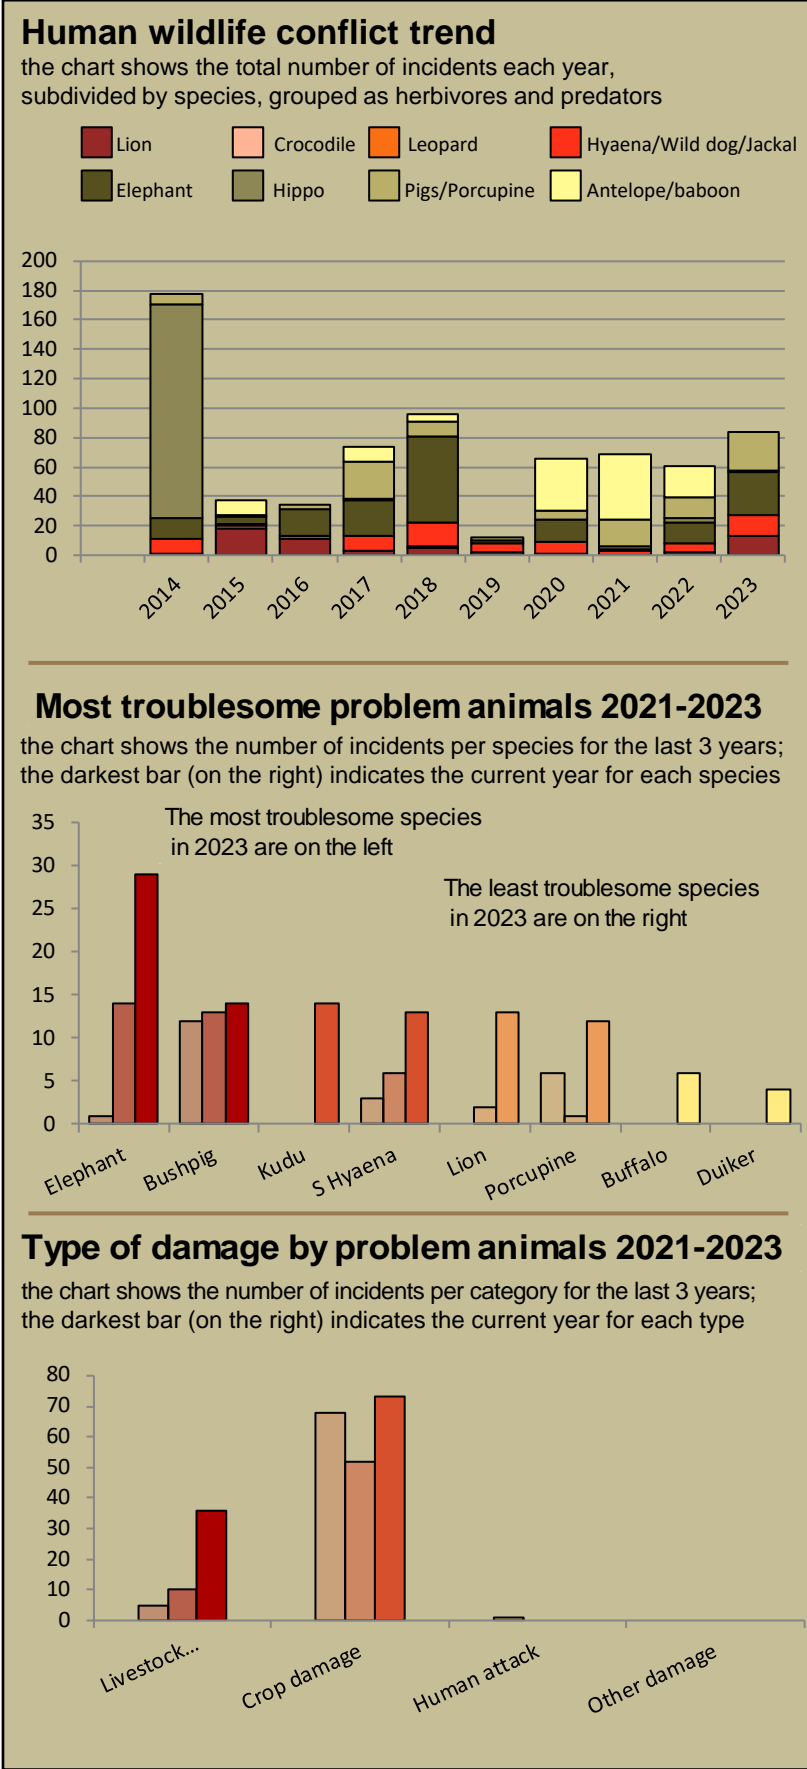 Human wildlife conflict trend
the chart shows the total number of incidents each year,
subdivided by species, grouped as herbivores and predators
Lion Crocodile Leopard Hyaena/Wild dog/Jackal
Elephant Hippo Pigs/Porcupine Antelope/baboon
200
180
160
140
120
100
80
60
40
20
0
2014 2015 2016 2017 2018 2019 2020 2021 2022 2023
Most troublesome problem animals 2021-2023
the chart shows the number of incidents per species for the last 3 years;
the darkest bar (on the right) indicates the current year for each species
The most troublesome species
in 2023 are on the left
The least troublesome species
in 2023 are on the right
35
30
25
20
15
10
5
0
Elephant Bushpig Kudu S Hyaena Lion Porcupine Buffalo Duiker
Type of damage by problem animals 2021-2023
the chart shows the number of incidents per category for the last 3 years;
the darkest bar (on the right) indicates the current year for each type
80
70
60
50
40
30
20
10
0
Livestock... Crop damage Human attack Other damage